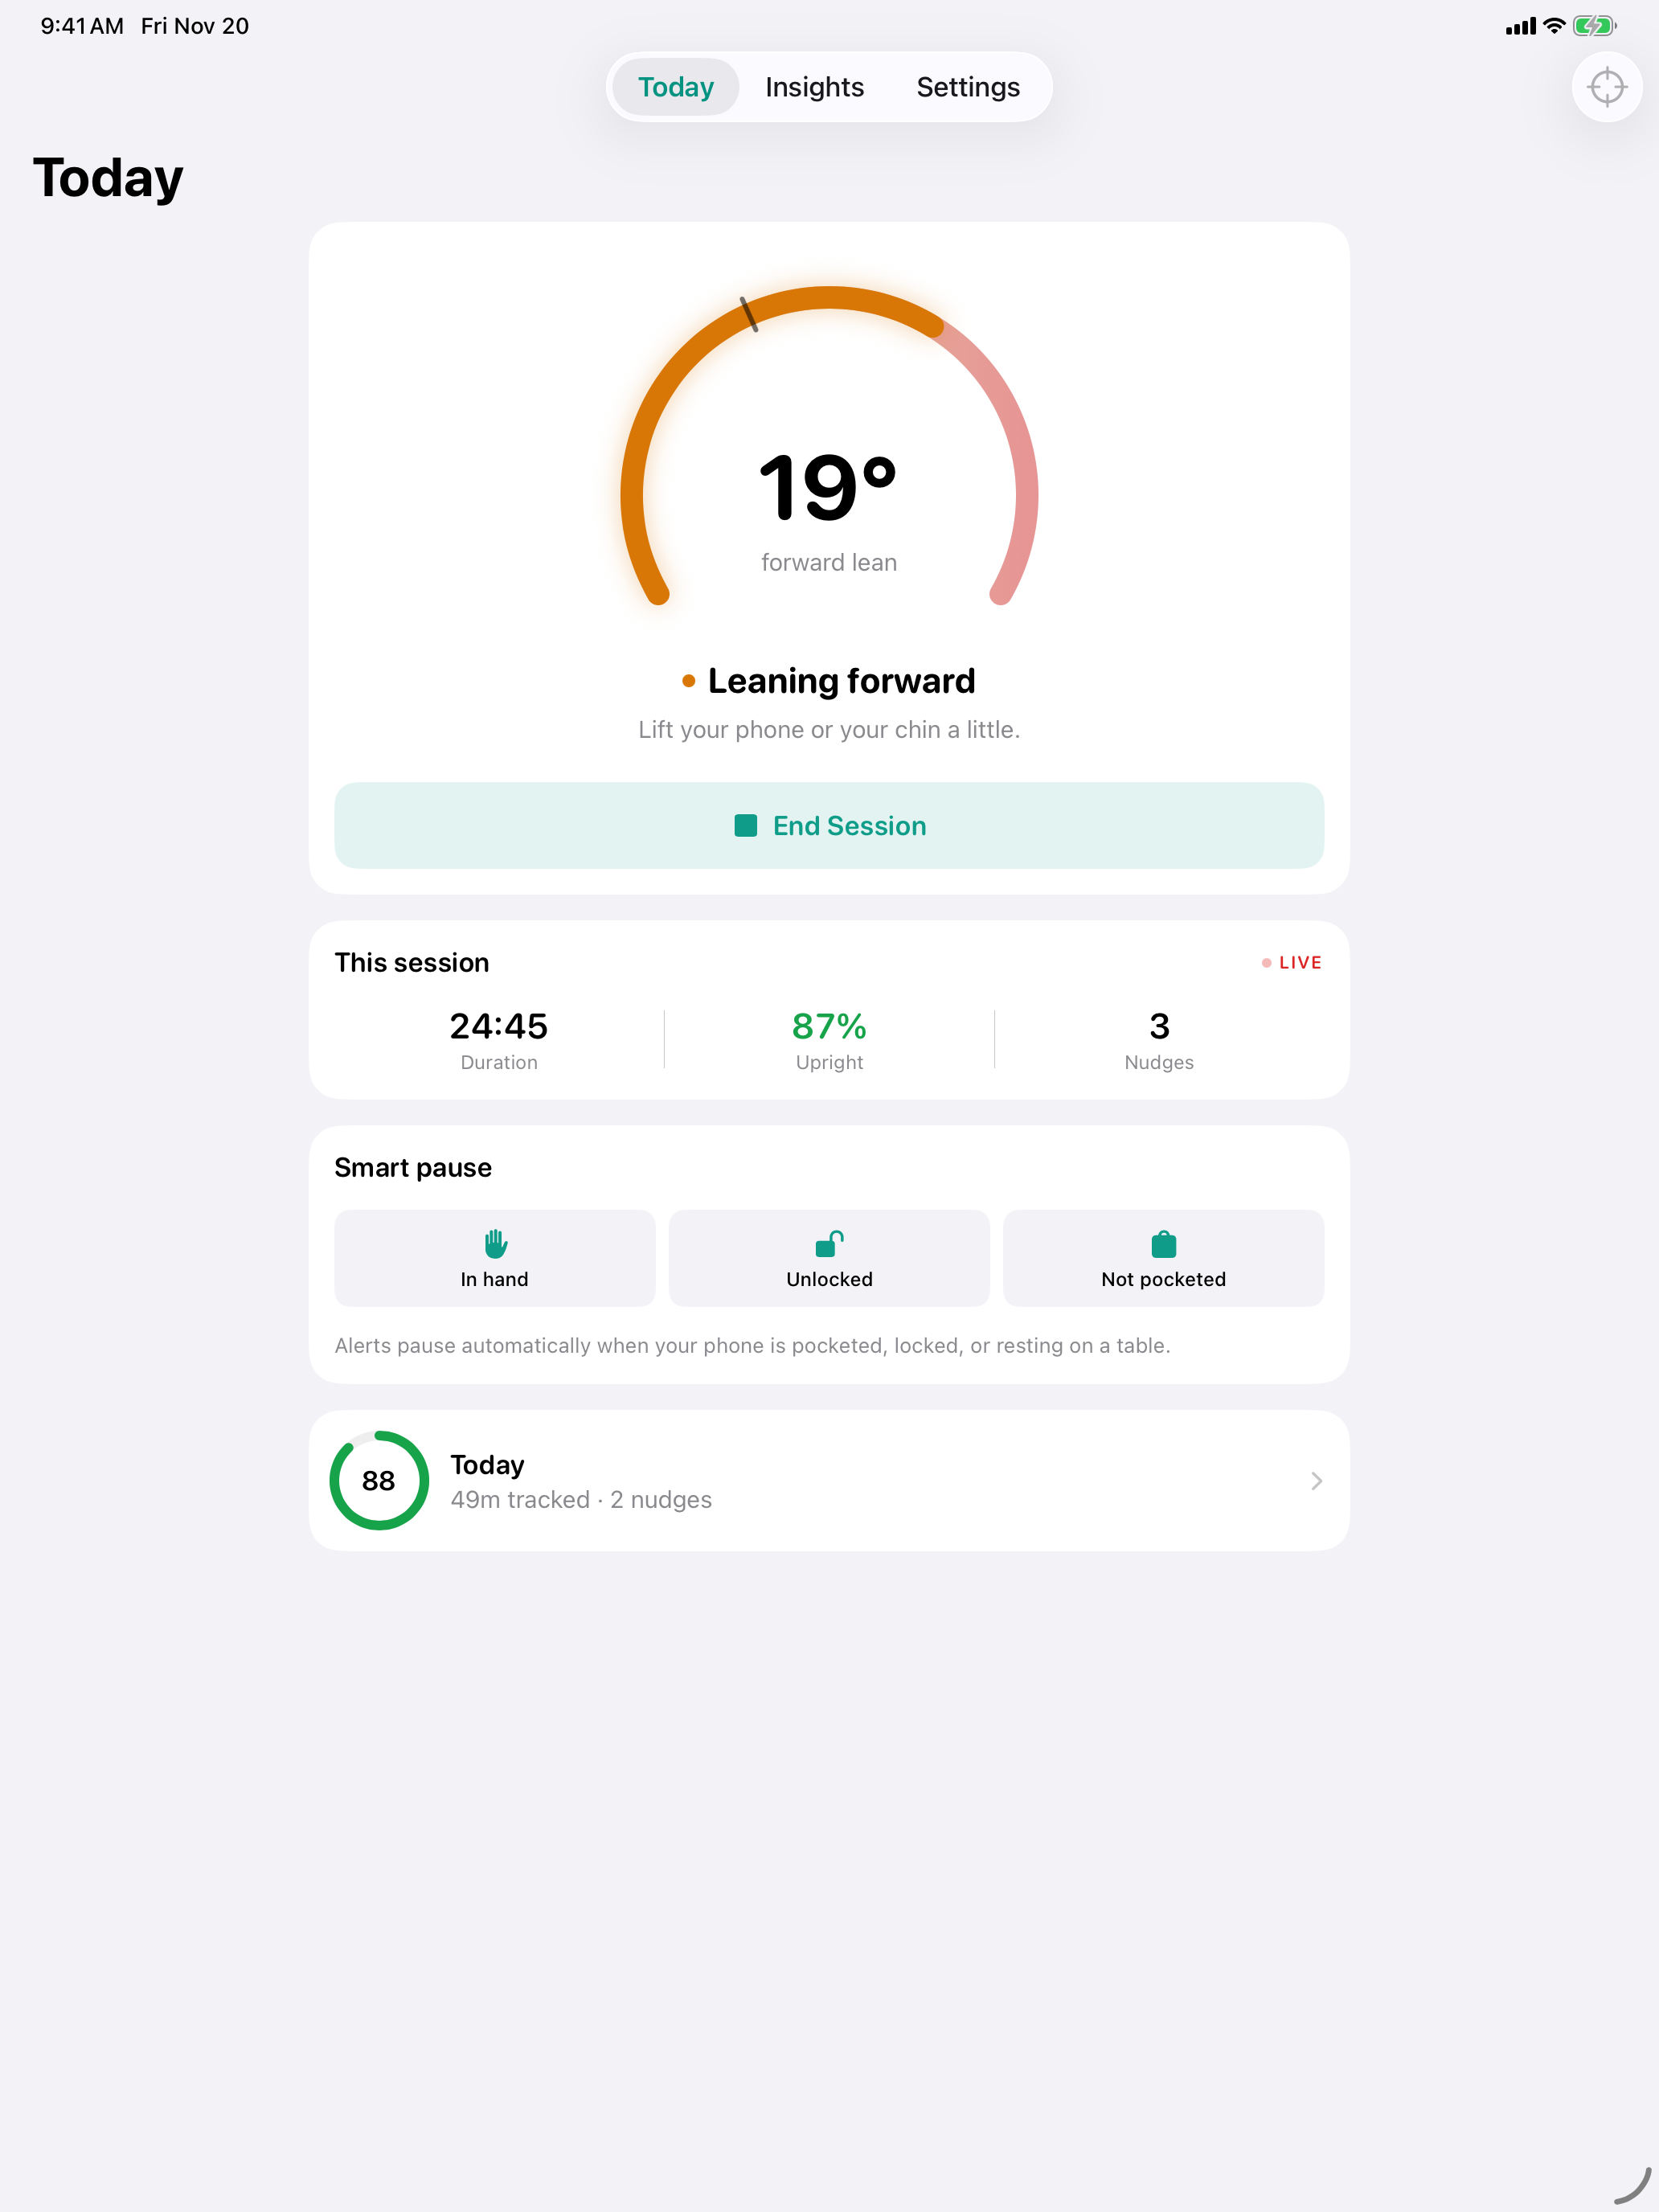 9:41 AM Fri Nov 20
Today Insights Settings
Today
19°
forward lean
Leaning forward
Lift your phone or your chin a little.
End Session
This session LIVE
24:45 87% 3
Duration Upright Nudges
Smart pause
In hand Unlocked Not pocketed
Alerts pause automatically when your phone is pocketed, locked, or resting on a table.
88
Today
49m tracked · 2 nudges